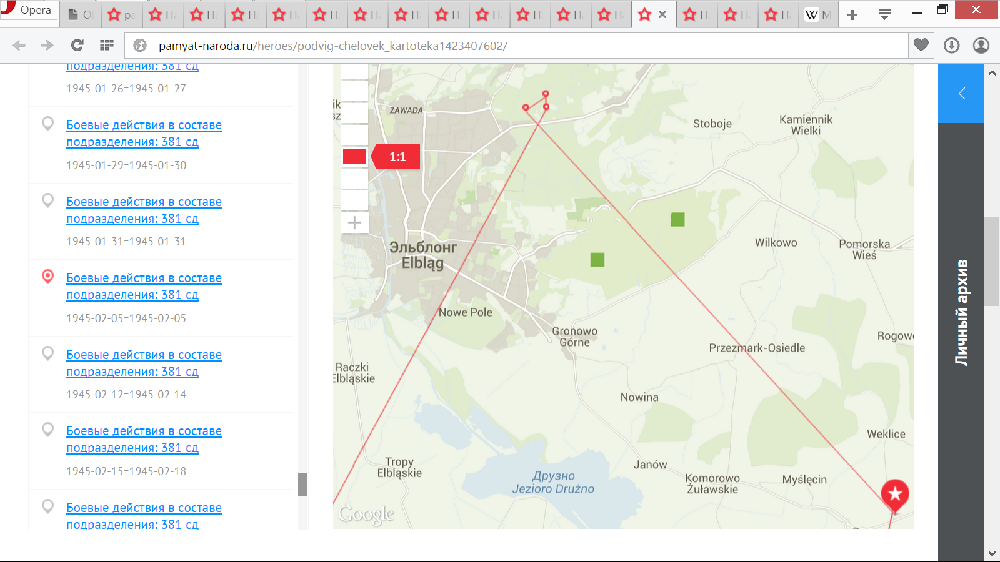 Opera
pamyat-naroda.ru/heroes/podvig-chelovek_kartoteka1423407602/
подразделения: 381 сд
1945-01-26-1945-01-27
Боевые действия в составе
подразделения: 381 сд
1945-01-29-1945-01-30
Боевые действия в составе
подразделения: 381 сд
1945-01-31-1945-01-31
Боевые действия в составе
подразделения: 381 сд
1945-02-05-1945-02-05
Боевые действия в составе
подразделения: 381 сд
1945-02-12-1945-02-14
Боевые действия в составе
подразделения: 381 сд
1945-02-15-1945-02-18
Боевые действия в составе
подразделения: 381 сд
ZAWADA
1:1
Stoboje
Kamiennik
Wielki
Эльблонг
Elbląg
Wilkowo
Pomorska
Wieś
Nowe Pole
Gronowo
Górne
Przezmark-Osiedle
Rogowo
Raczki
Elbląskie
Nowina
Weklice
Tropy
Elbląskie
Janów
Друзно
Jezioro Drużno
Komorowo
Żuławskie
Myślęcin
Google
Личный архив